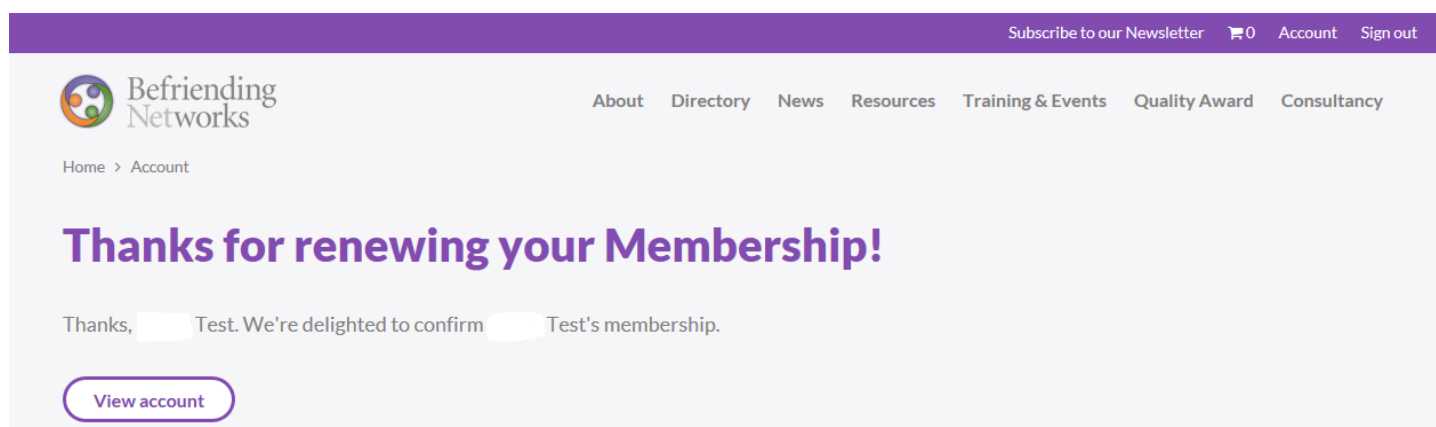 Subscribe to our Newsletter 0 Account Sign out
Befriending
Networks
About Directory News Resources Training & Events Quality Award Consultancy
Home > Account
Thanks for renewing your Membership!
Thanks, Test. We're delighted to confirm Test's membership.
View account